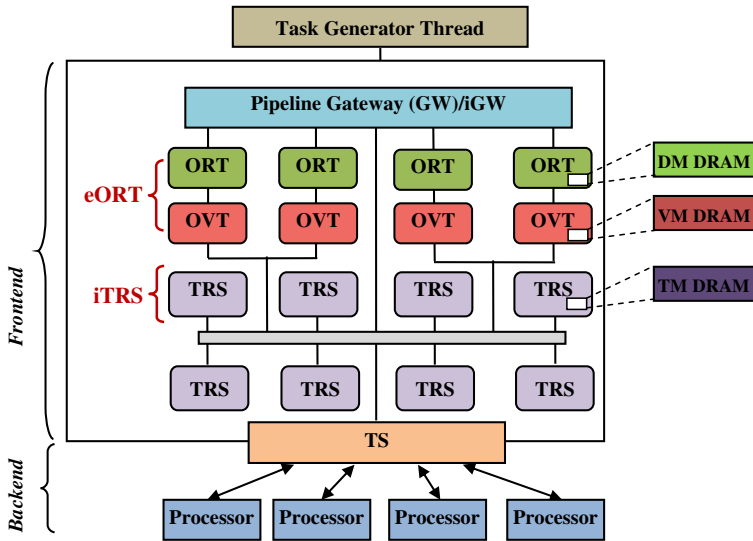 Task Generator Thread
Pipeline Gateway (GW)/iGW
ORT
ORT
ORT
ORT
DM DRAM
eORT
OVT
OVT
OVT
OVT
VM DRAM
iTRS
TRS
TRS
TRS
TRS
TM DRAM
Frontend
TRS
TRS
TRS
TRS
TS
Backend
Processor
Processor
Processor
Processor